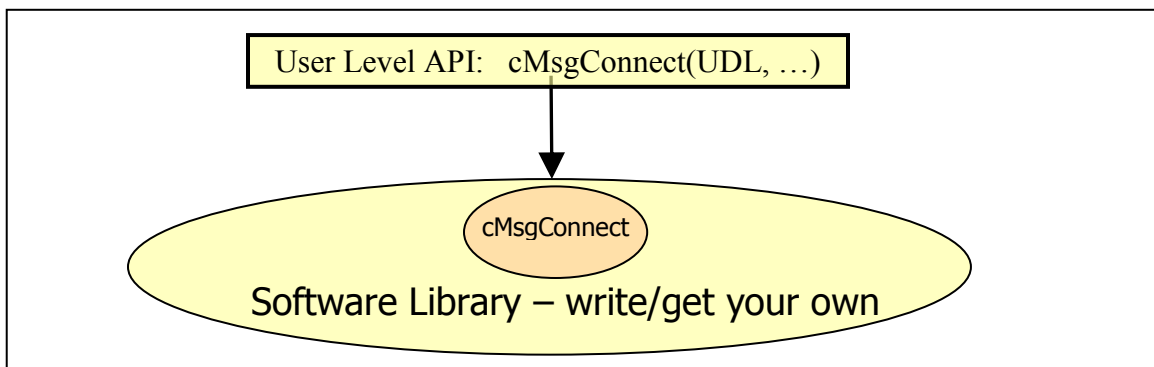 User Level API: cMsgConnect(UDL, …)
cMsgConnect
Software Library – write/get your own